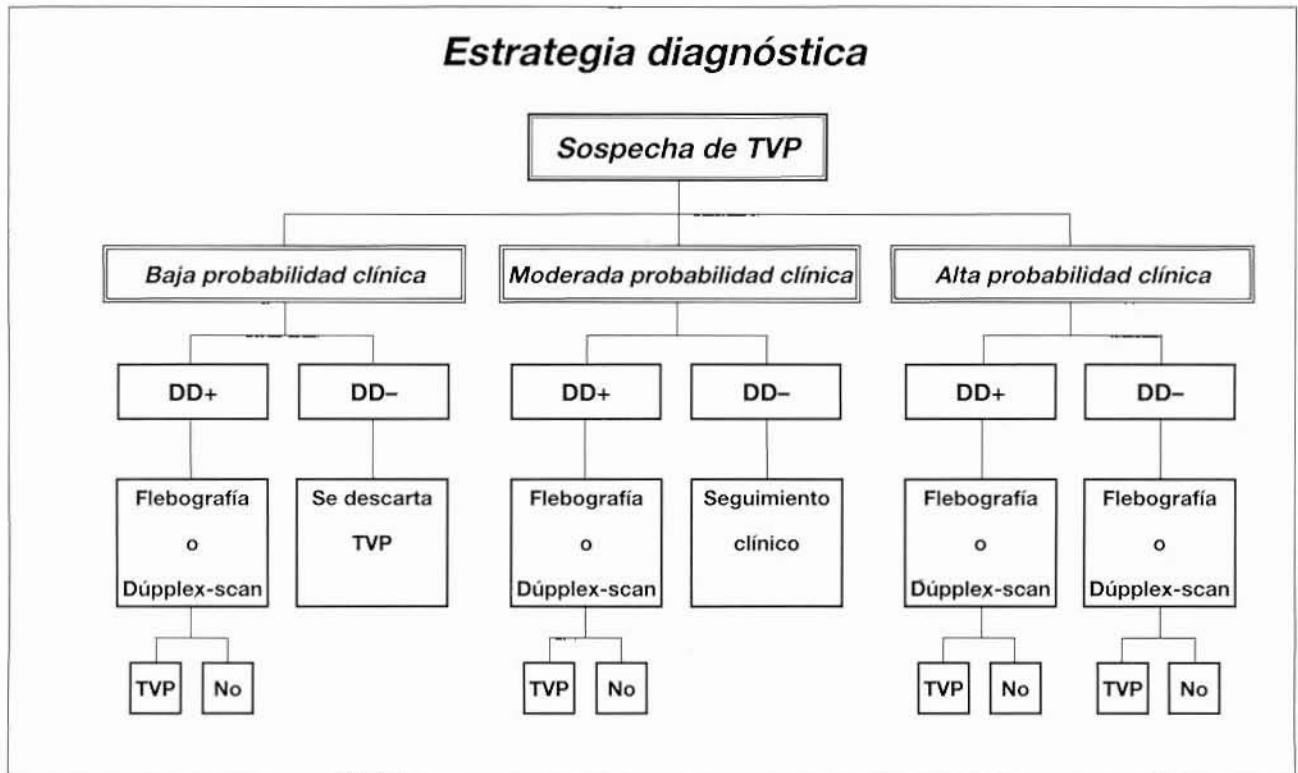 Estrategia diagnóstica
Sospecha de TVP
Baja probabilidad clínica
Moderada probabilidad clínica
Alta probabilidad clínica
DD+
DD–
DD+
DD–
DD+
DD–
Flebografía
o
Dúpplex-scan
Se descarta
TVP
Flebografía
o
Dúpplex-scan
Seguimiento
clínico
Flebografía
o
Dúpplex-scan
Flebografía
o
Dúpplex-scan
TVP
No
TVP
No
TVP
No
TVP
No